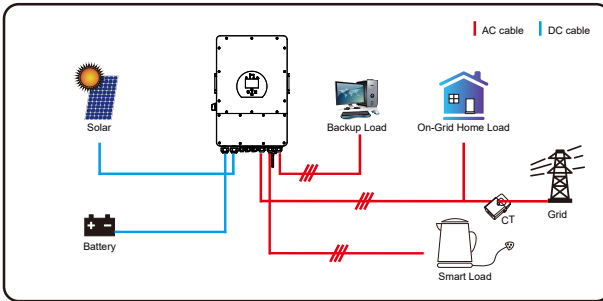 AC cable
DC cable
Solar
Backup Load
On-Grid Home Load
CT
Grid
Battery
Smart Load